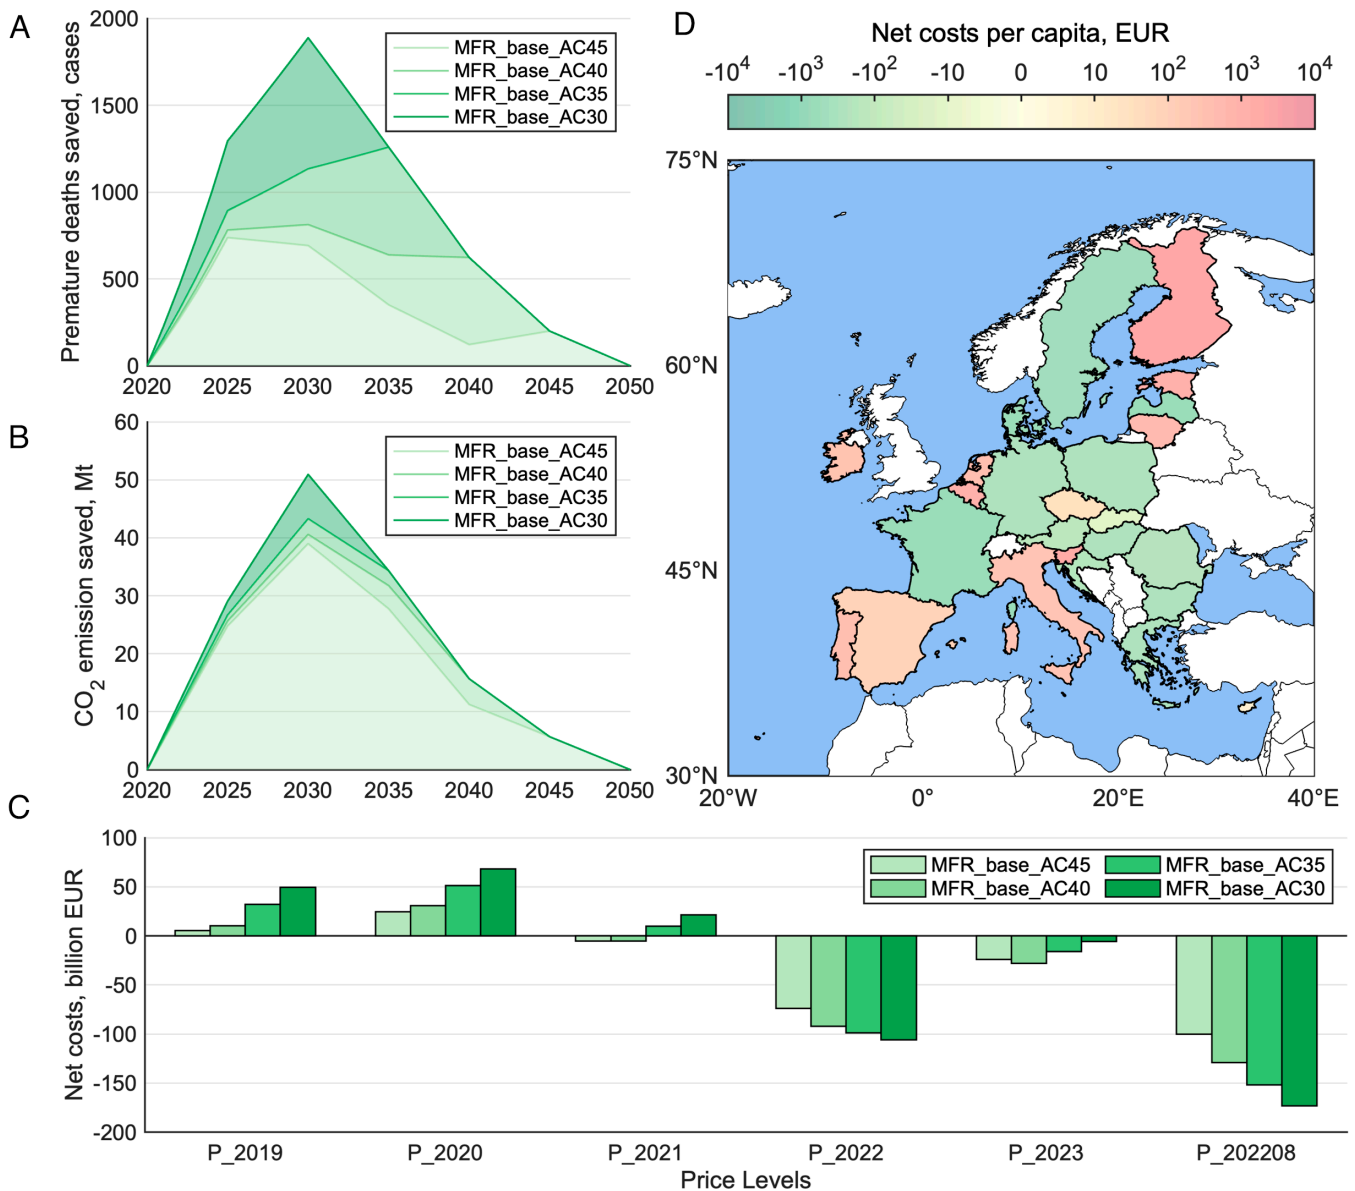 A
Premature deaths saved, cases
2000
1500
1000
500
0
2020 2025 2030 2035 2040 2045 2050
MFR_base_AC45
MFR_base_AC40
MFR_base_AC35
MFR_base_AC30
B
CO2 emission saved, Mt
60
50
40
30
20
10
0
2020 2025 2030 2035 2040 2045 2050
MFR_base_AC45
MFR_base_AC40
MFR_base_AC35
MFR_base_AC30
D
Net costs per capita, EUR
-10^4 -10^3 -10^2 -10 0 10 10^2 10^3 10^4
75°N
60°N
45°N
30°N
20°W 0° 20°E 40°E
C
Net costs, billion EUR
100
50
0
-50
-100
-150
-200
MFR_base_AC45 MFR_base_AC35
MFR_base_AC40 MFR_base_AC30
P_2019 P_2020 P_2021 P_2022 P_2023 P_202208
Price Levels